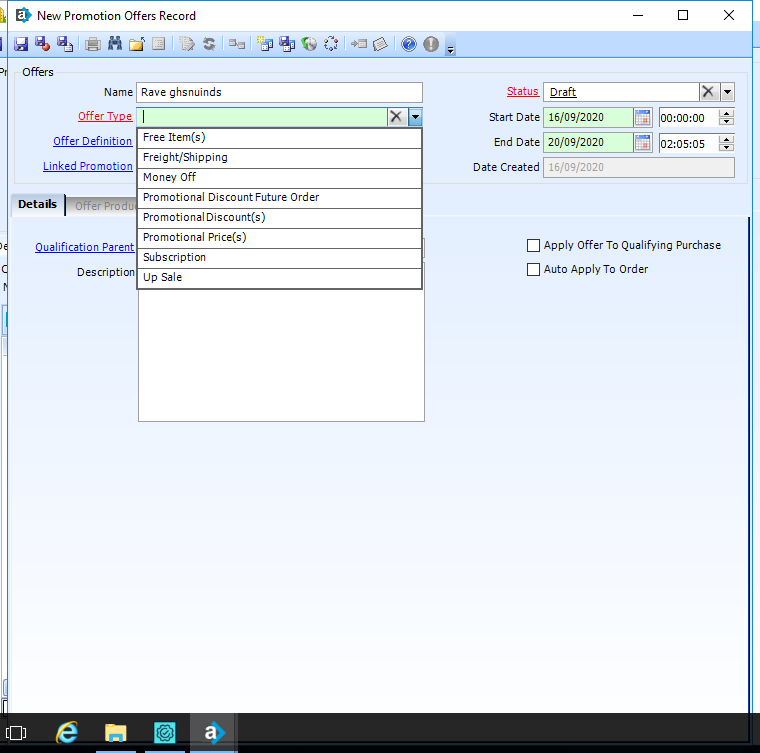 New Promotion Offers Record
Offers
Name Rave ghsnuinds
Status Draft
Offer Type
Start Date 16/09/2020 00:00:00
Offer Definition
End Date 20/09/2020 02:05:05
Linked Promotion
Date Created 16/09/2020
Free Item(s)
Freight/Shipping
Money Off
Promotional Discount Future Order
Promotional Discount(s)
Promotional Price(s)
Subscription
Up Sale
Details Offer Produ
Qualification Parent
Apply Offer To Qualifying Purchase
Description
Auto Apply To Order